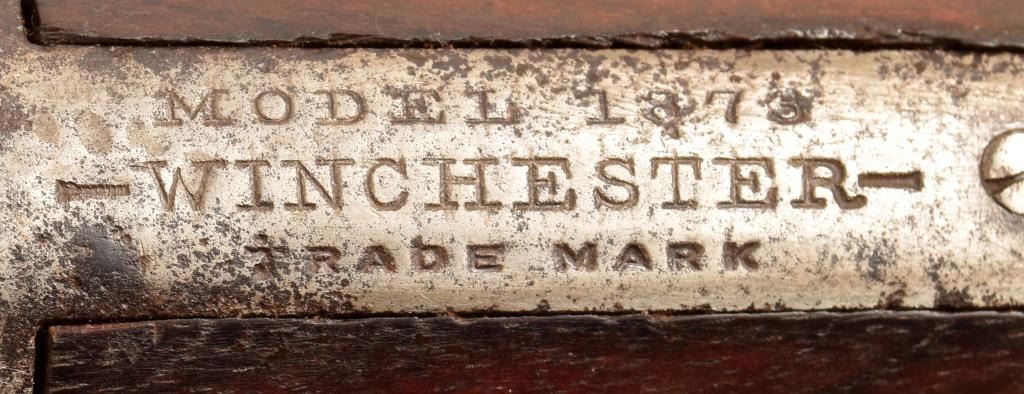 MODEL 1873
-WINCHESTER-
TRADE MARK